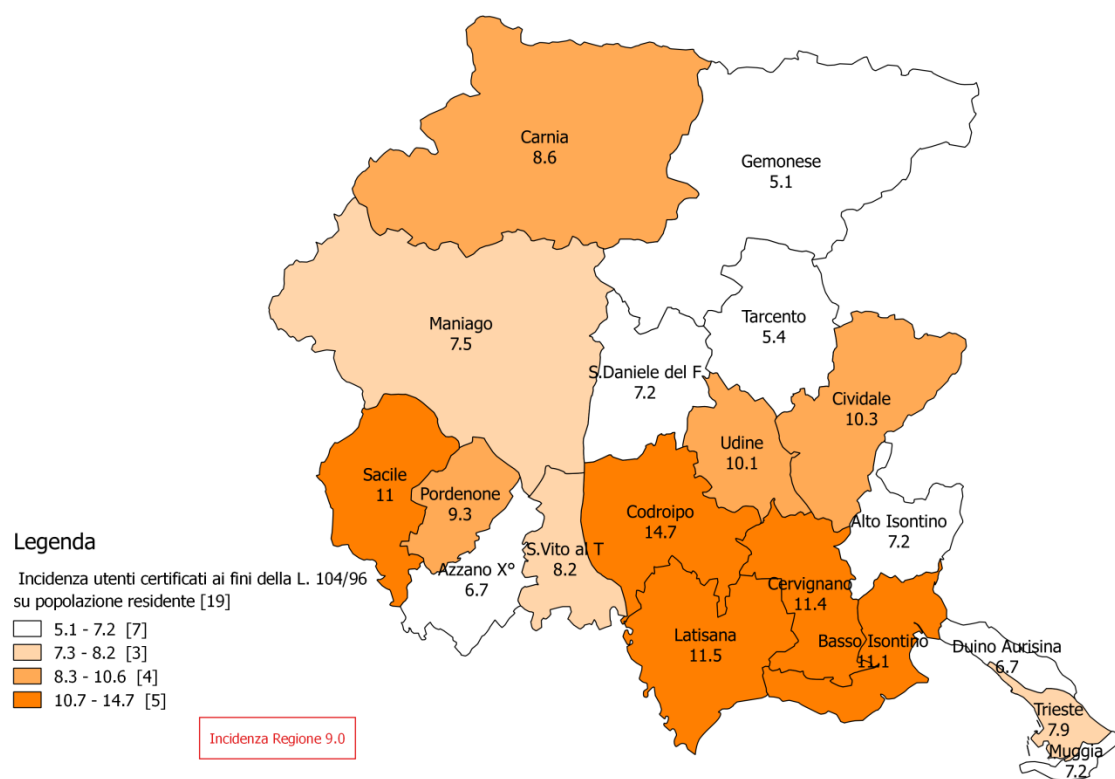 Carnia
8.6
Gemonese
5.1
Maniago
7.5
Tarcento
5.4
S.Daniele del F.
7.2
Cividale
10.3
Udine
10.1
Sacile
11
Pordenone
9.3
Codroipo
14.7
Alto Isontino
7.2
S.Vito al T
8.2
Azzano X°
6.7
Cervignano
11.4
Latisana
11.5
Basso Isontino
11.1
Duino Aurisina
6.7
Trieste
7.9
Muggia
7.2
Legenda
Incidenza utenti certificati ai fini della L. 104/96
su popolazione residente [19]
5.1 - 7.2 [7]
7.3 - 8.2 [3]
8.3 - 10.6 [4]
10.7 - 14.7 [5]
Incidenza Regione 9.0